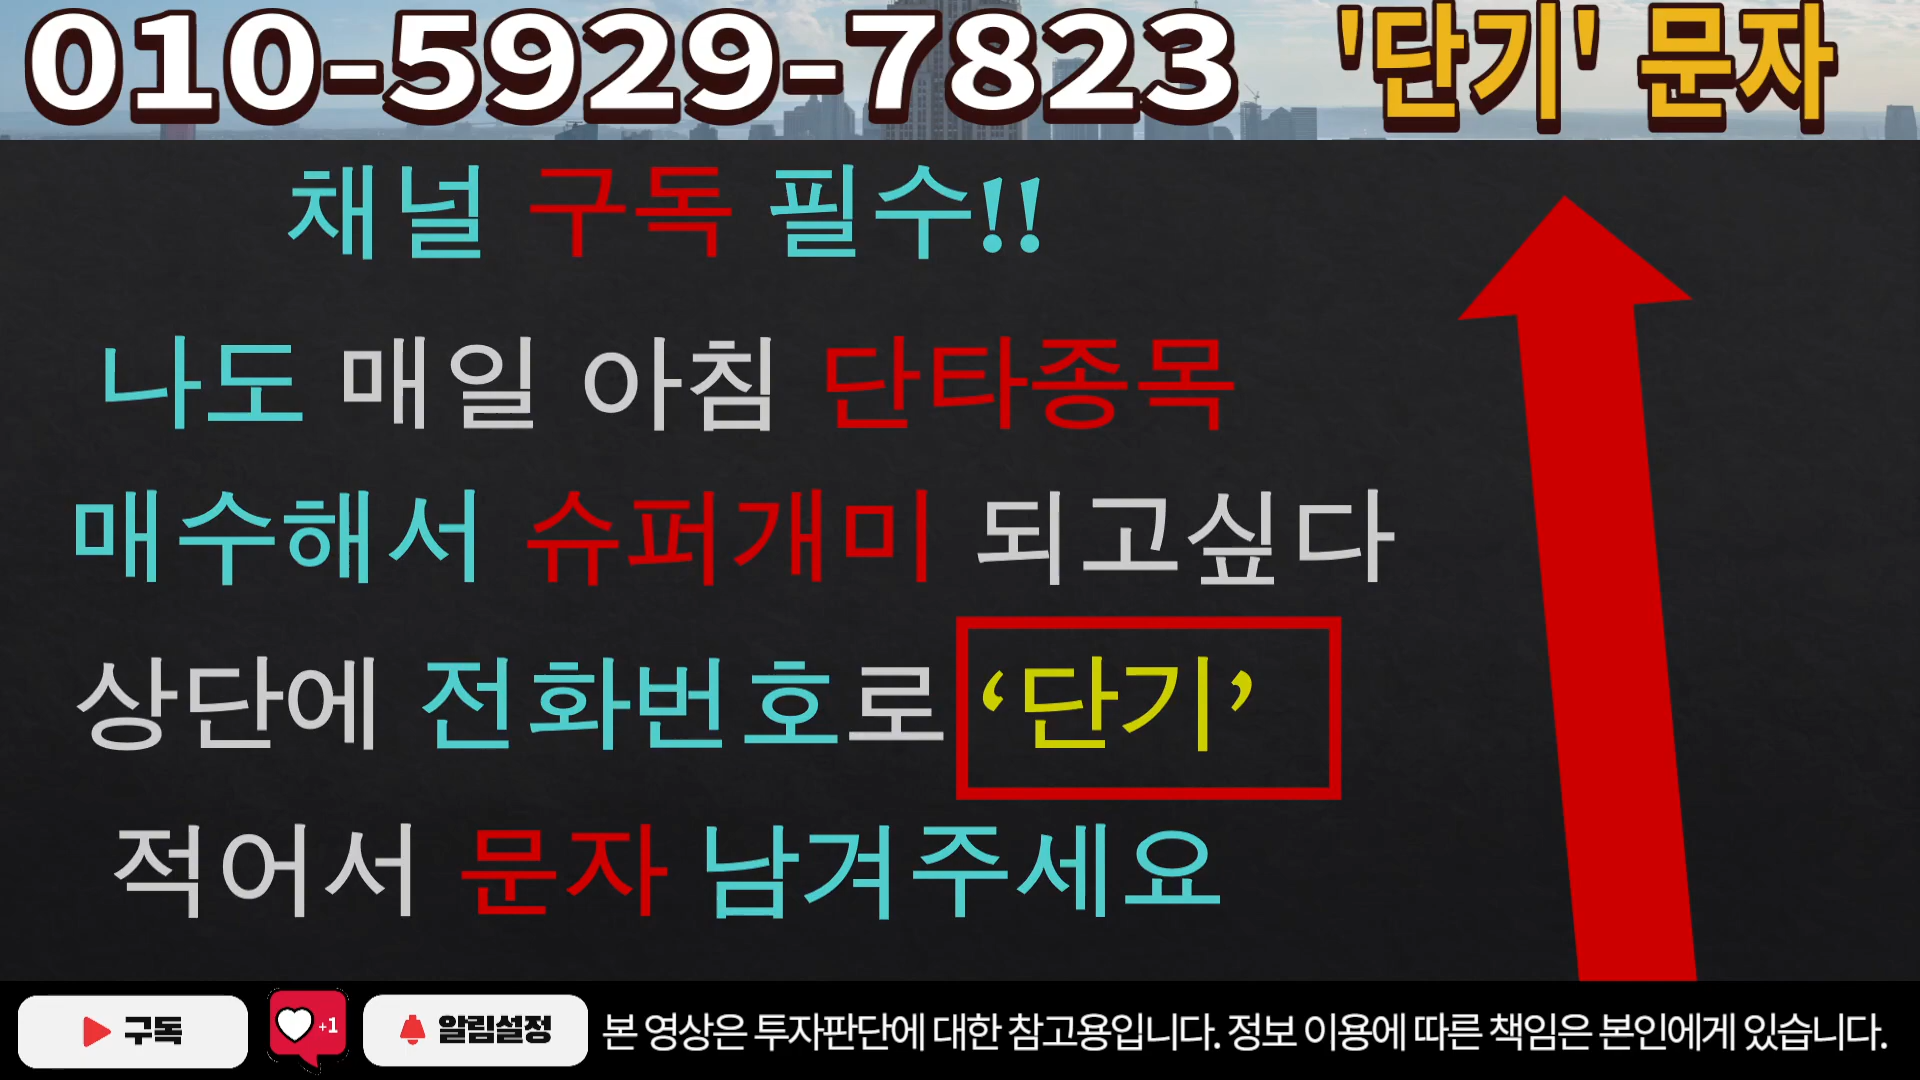 010-5929-7823 '단기' 문자
채널 구독 필수!!
나도 매일 아침 단타종목
매수해서 슈퍼개미 되고싶다
상단에 전화번호로 ‘단기’
적어서 문자 남겨주세요
구독 +1 알림설정 본 영상은 투자판단에 대한 참고용입니다. 정보 이용에 따른 책임은 본인에게 있습니다.